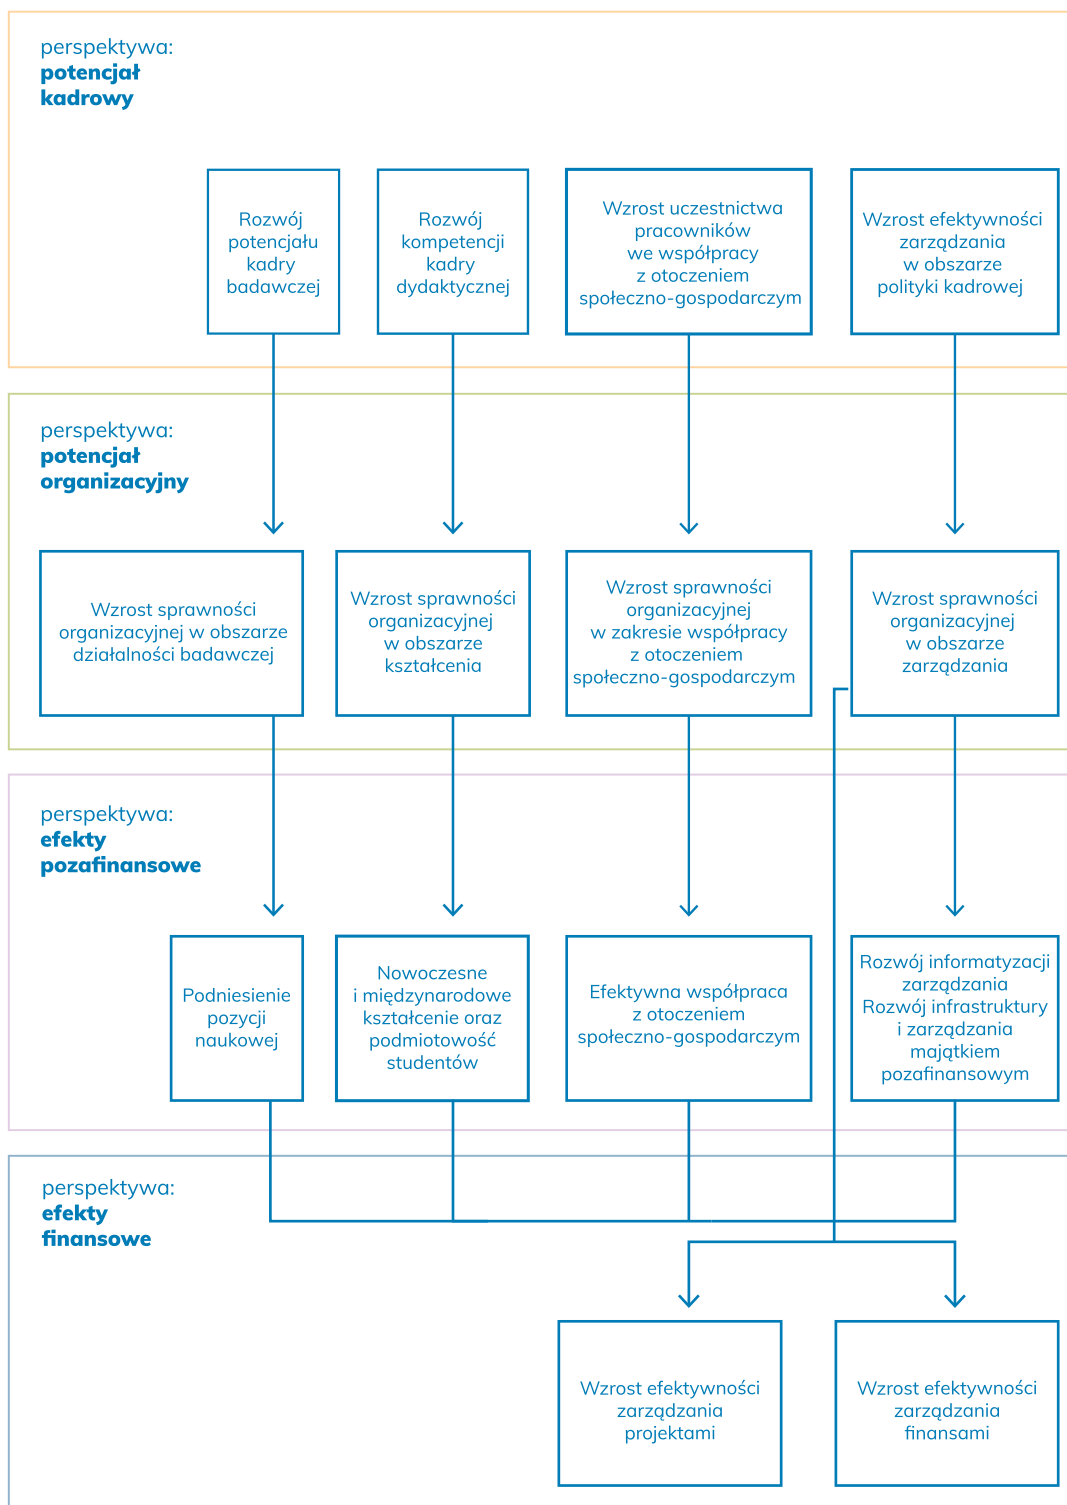 perspektywa:
potencjał
kadrowy
Rozwój
potencjału
kadry
badawczej
Rozwój
kompetencji
kadry
dydaktycznej
Wzrost uczestnictwa
pracowników
we współpracy
z otoczeniem
społeczno-gospodarczym
Wzrost efektywności
zarządzania
w obszarze
polityki kadrowej
perspektywa:
potencjał
organizacyjny
Wzrost sprawności
organizacyjnej w obszarze
działalności badawczej
Wzrost sprawności
organizacyjnej
w obszarze
kształcenia
Wzrost sprawności
organizacyjnej
w zakresie współpracy
z otoczeniem
społeczno-gospodarczym
Wzrost sprawności
organizacyjnej
w obszarze
zarządzania
perspektywa:
efekty
pozafinansowe
Podniesienie
pozycji
naukowej
Nowoczesne
i międzynarodowe
kształcenie oraz
podmiotowość
studentów
Efektywna współpraca
z otoczeniem
społeczno-gospodarczym
Rozwój informatyzacji
zarządzania
Rozwój infrastruktury
i zarządzania
majątkiem
pozafinansowym
perspektywa:
efekty
finansowe
Wzrost efektywności
zarządzania
projektami
Wzrost efektywności
zarządzania
finansami